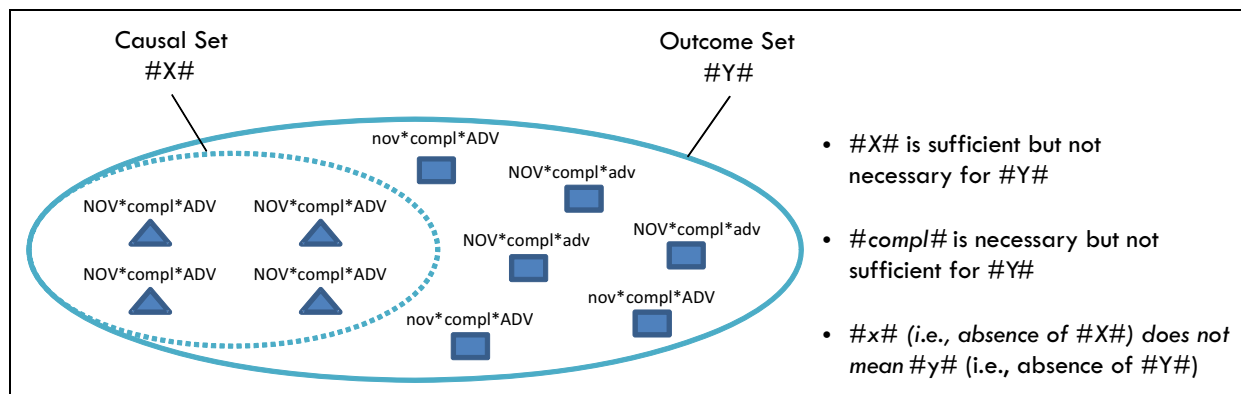 Causal Set
#X#
Outcome Set
#Y#
nov*compl*ADV
NOV*compl*adv
NOV*compl*ADV
NOV*compl*ADV
NOV*compl*adv
NOV*compl*adv
NOV*compl*ADV
NOV*compl*ADV
nov*compl*ADV
nov*compl*ADV
• #X# is sufficient but not
necessary for #Y#
• #compl# is necessary but not
sufficient for #Y#
• #x# (i.e., absence of #X#) does not
mean #y# (i.e., absence of #Y#)